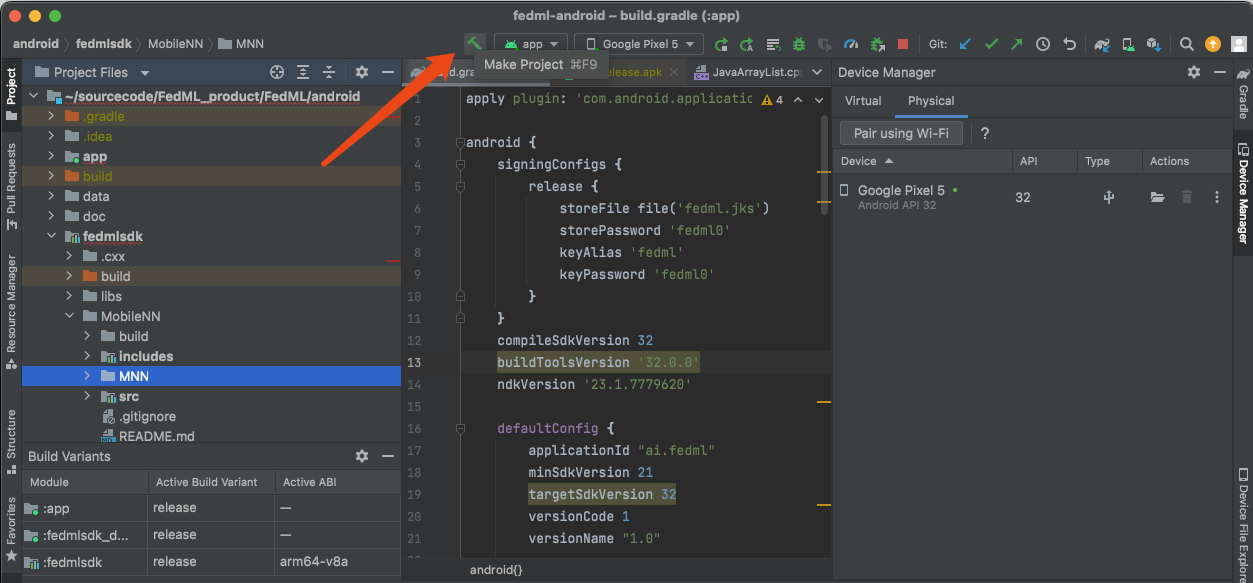 fedml-android – build.gradle (:app)
android fedmlsdk MobileNN MNN
app
Google Pixel 5
Git:
Make Project ⌘F9
Project
Pull Requests
Resource Manager
Structure
Favorites
Project Files
~/sourcecode/FedML_product/FedML/android
.gradle
.idea
app
build
data
doc
fedmlsdk
.cxx
build
libs
MobileNN
build
includes
MNN
src
.gitignore
README.md
Build Variants
Module Active Build Variant Active ABI
:app release —
:fedmlsdk_d... release —
:fedmlsdk release arm64-v8a
elease.apk
JavaArrayList.cp
4
1 apply plugin: 'com.android.applicatic
2
3 android {
4 signingConfigs {
5 release {
6 storeFile file('fedml.jks')
7 storePassword 'fedml0'
8 keyAlias 'fedml'
9 keyPassword 'fedml0'
10 }
11 }
12 compileSdkVersion 32
13 buildToolsVersion '32.0.0'
14 ndkVersion '23.1.7779620'
15
16 defaultConfig {
17 applicationId "ai.fedml"
18 minSdkVersion 21
19 targetSdkVersion 32
20 versionCode 1
21 versionName "1.0"
android{}
Device Manager
Virtual Physical
Pair using Wi-Fi ?
Device API Type Actions
Google Pixel 5 32
Android API 32
Gradle
Device Manager
Device File Explor